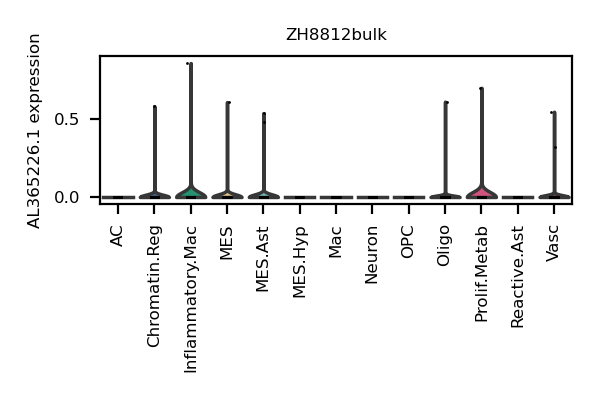 ZH8812bulk
AL365226.1 expression
0.5
0.0
AC
Chromatin.Reg
Inflammatory.Mac
MES
MES.Ast
MES.Hyp
Mac
Neuron
OPC
Oligo
Prolif.Metab
Reactive.Ast
Vasc